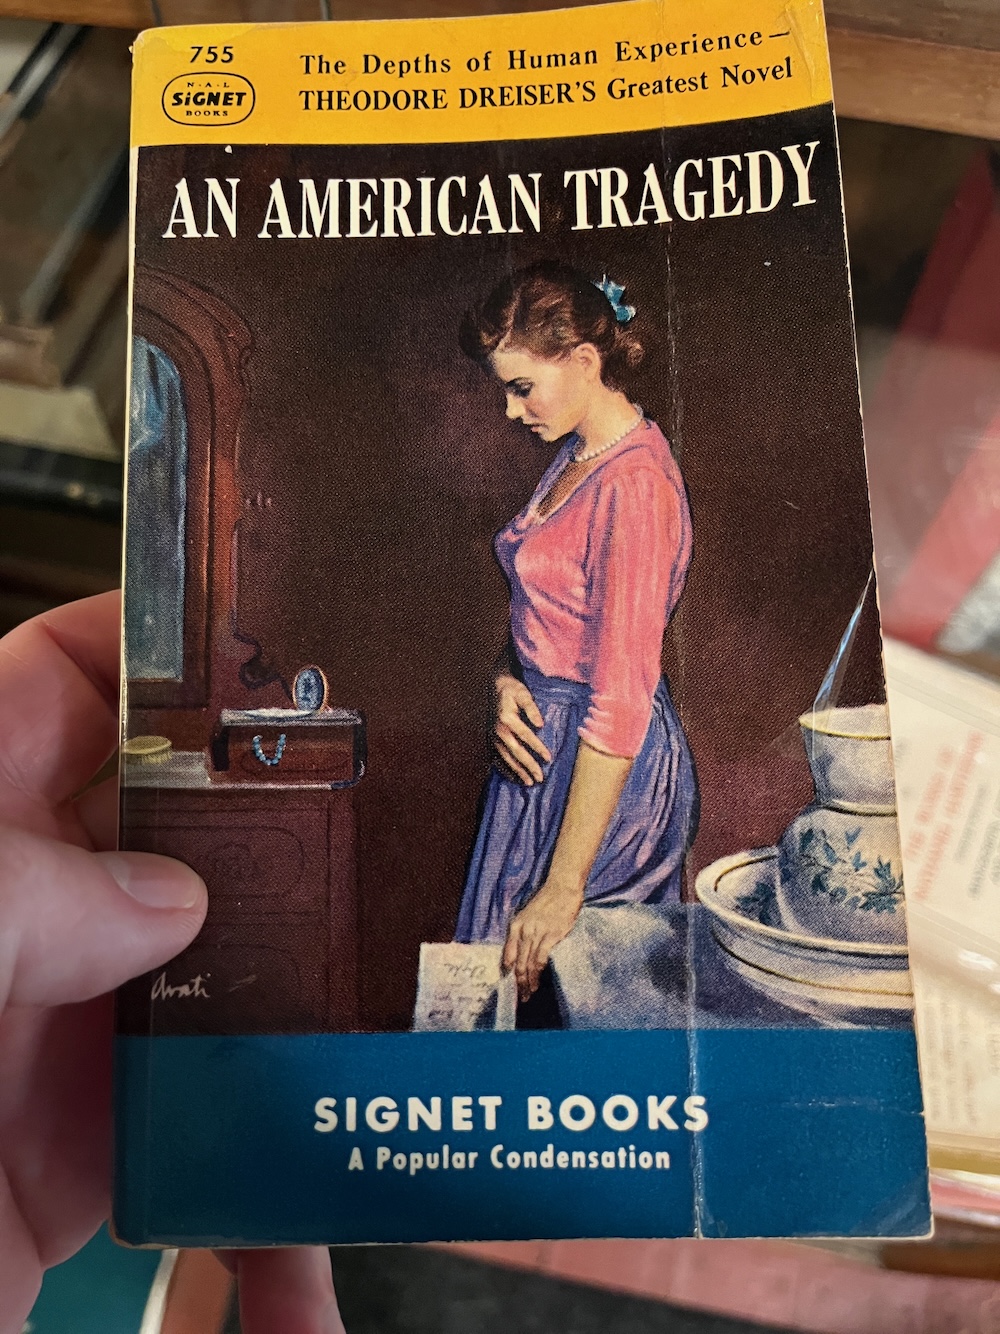 755
N·A·L
SIGNET
BOOKS
The Depths of Human Experience—
THEODORE DREISER'S Greatest Novel
AN AMERICAN TRAGEDY
Clyde
Avati
SIGNET BOOKS
A Popular Condensation